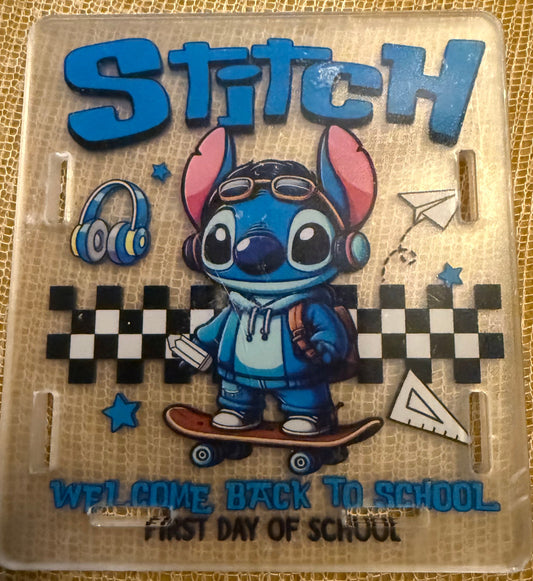 STitCH
WELCOME BACK TO SCHOOL
FIRST DAY OF SCHOOL